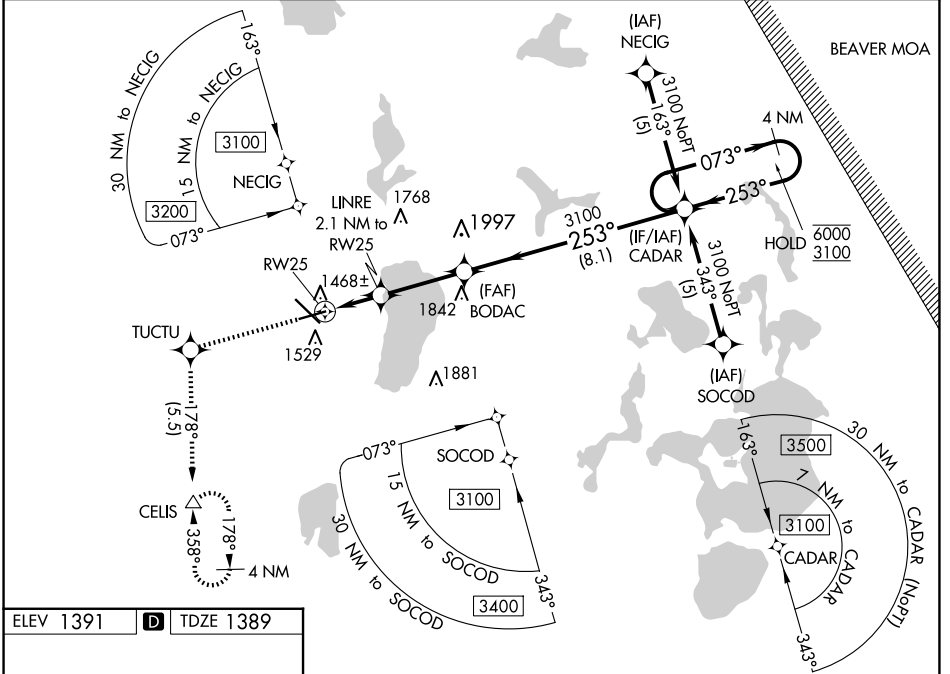 163°
30 NM to NECIG
15 NM to NECIG
3100
NECIG
3200
073°
(IAF)
NECIG
BEAVER MOA
3100 NoPT
163°
(5)
4 NM
073°
253°
HOLD
6000
3100
(IF/IAF)
CADAR
3100
253°
(8.1)
3100 NoPT
343°
(5)
(IAF)
SOCOD
LINRE
2.1 NM to
RW25
1768
1997
RW25
1468±
1842
(FAF)
BODAC
1529
1881
TUCTU
178°
(5.5)
CELIS
178°
358°
4 NM
073°
SOCOD
15 NM to SOCOD
3100
30 NM to SOCOD
3400
343°
163°
3500
30 NM to CADAR (NoPT)
7 NM to CADAR
3100
CADAR
343°
ELEV 1391 D TDZE 1389